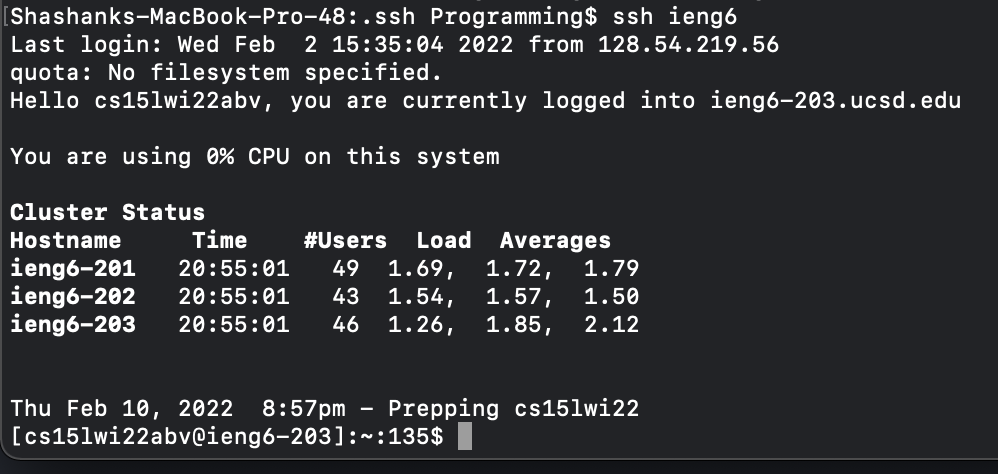 [Shashanks-MacBook-Pro-48:.ssh Programming$ ssh ieng6
Last login: Wed Feb  2 15:35:04 2022 from 128.54.219.56
quota: No filesystem specified.
Hello cs15lwi22abv, you are currently logged into ieng6-203.ucsd.edu
You are using 0% CPU on this system
Cluster Status
Hostname     Time    #Users  Load  Averages
ieng6-201   20:55:01   49  1.69,  1.72,  1.79
ieng6-202   20:55:01   43  1.54,  1.57,  1.50
ieng6-203   20:55:01   46  1.26,  1.85,  2.12
Thu Feb 10, 2022  8:57pm - Prepping cs15lwi22
[cs15lwi22abv@ieng6-203]:~:135$